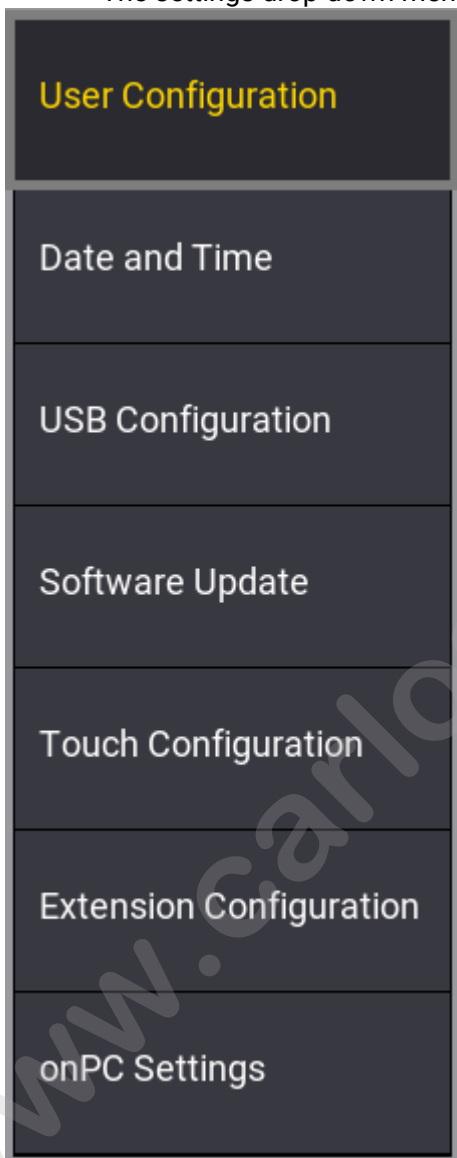 User Configuration
Date and Time
USB Configuration
Software Update
Touch Configuration
Extension Configuration
onPC Settings